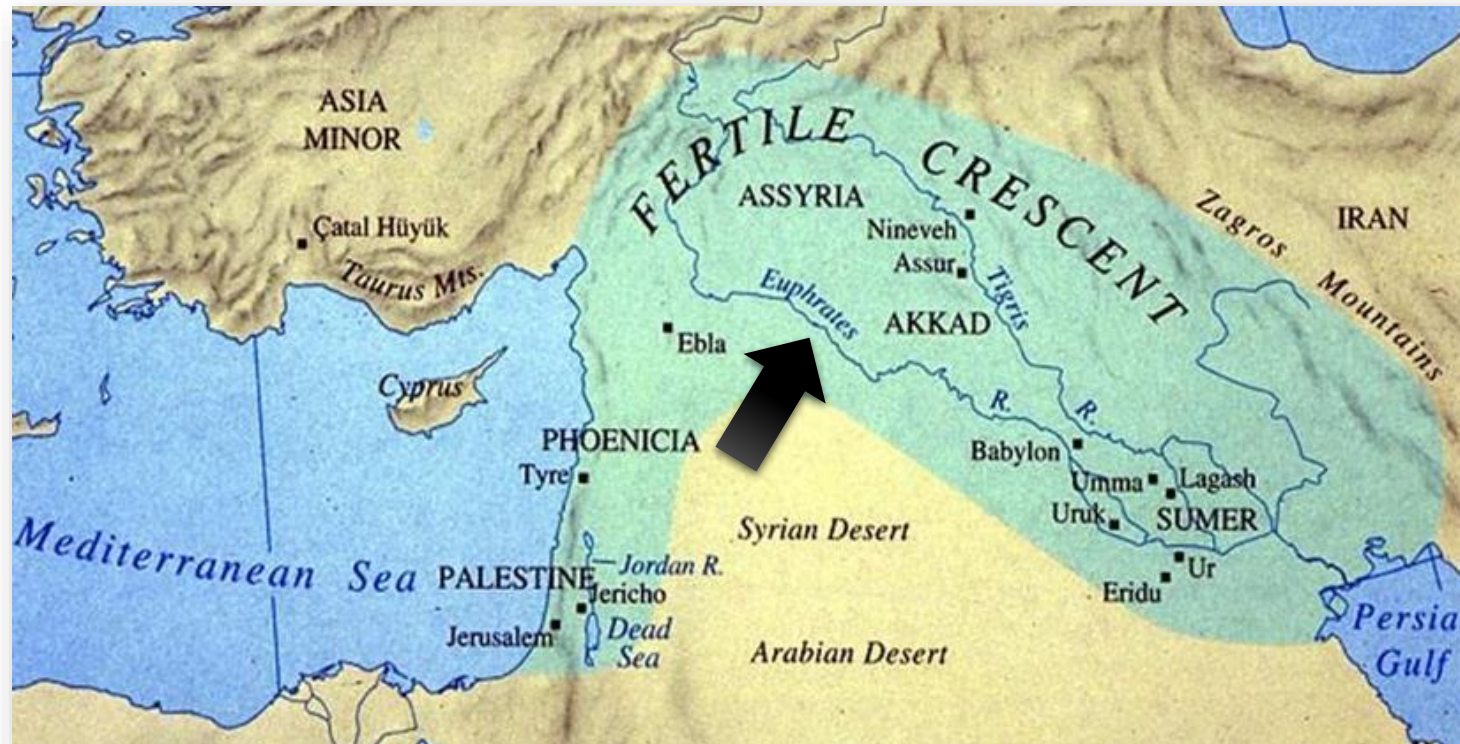 ASIA
MINOR
Çatal Hüyük
Taurus Mts.
Cyprus
Mediterranean Sea
FERTILE CRESCENT
ASSYRIA
Nineveh
Assur
Tigris
R.
Euphrates
R.
AKKAD
Ebla
Zagros
Mountains
IRAN
PHOENICIA
Tyre
Babylon
Umma
Lagash
Uruk
SUMER
Ur
Eridu
Syrian Desert
Jordan R.
PALESTINE
Jericho
Jerusalem
Dead
Sea
Arabian Desert
Persia
Gulf